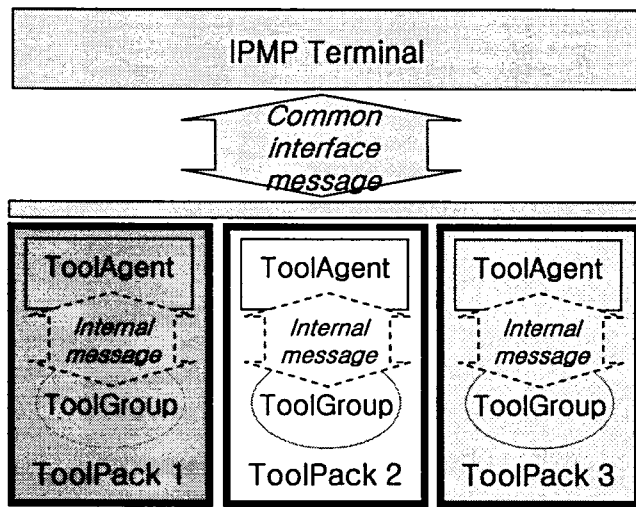 IPMP Terminal
Common
interface
message
ToolAgent
Internal
message
ToolGroup
ToolPack 1
ToolAgent
Internal
message
ToolGroup
ToolPack 2
ToolAgent
Internal
message
ToolGroup
ToolPack 3